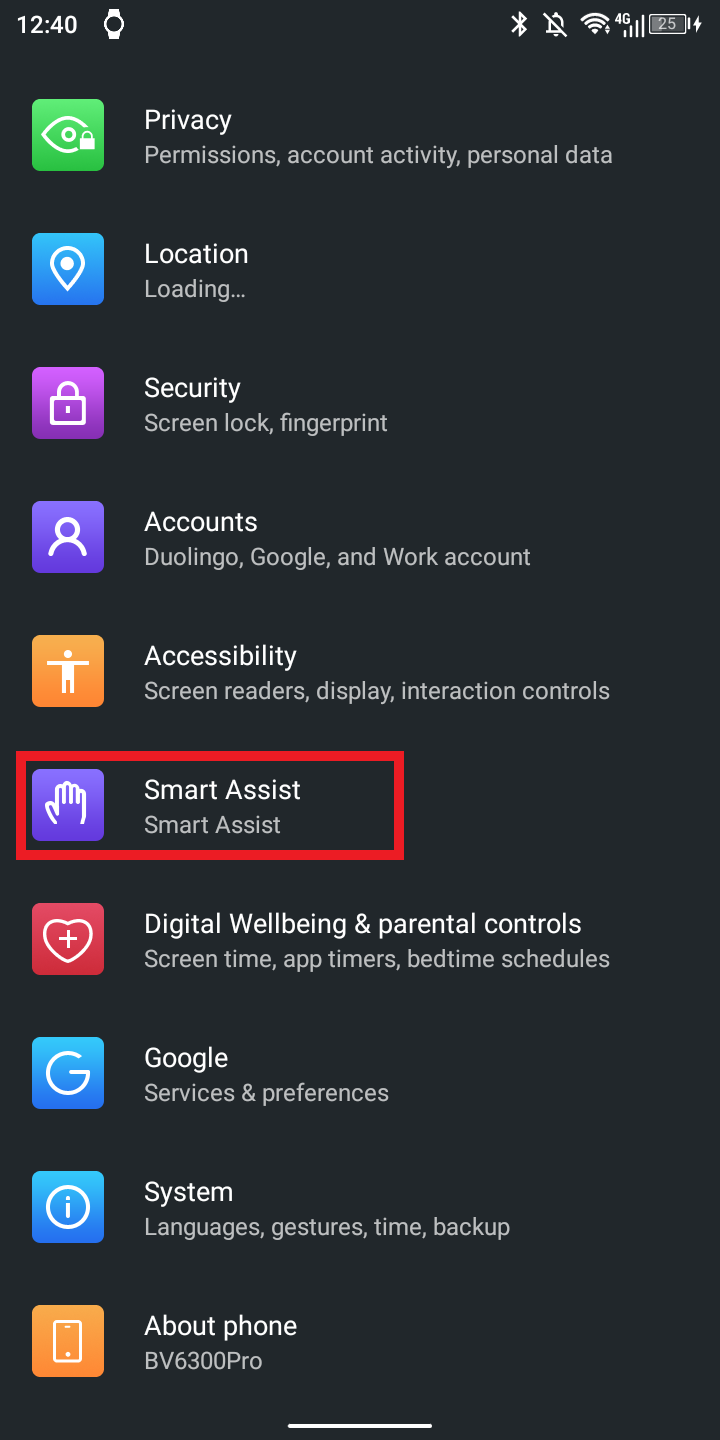 12:40
4G
25
Privacy
Permissions, account activity, personal data
Location
Loading…
Security
Screen lock, fingerprint
Accounts
Duolingo, Google, and Work account
Accessibility
Screen readers, display, interaction controls
Smart Assist
Smart Assist
Digital Wellbeing & parental controls
Screen time, app timers, bedtime schedules
Google
Services & preferences
System
Languages, gestures, time, backup
About phone
BV6300Pro